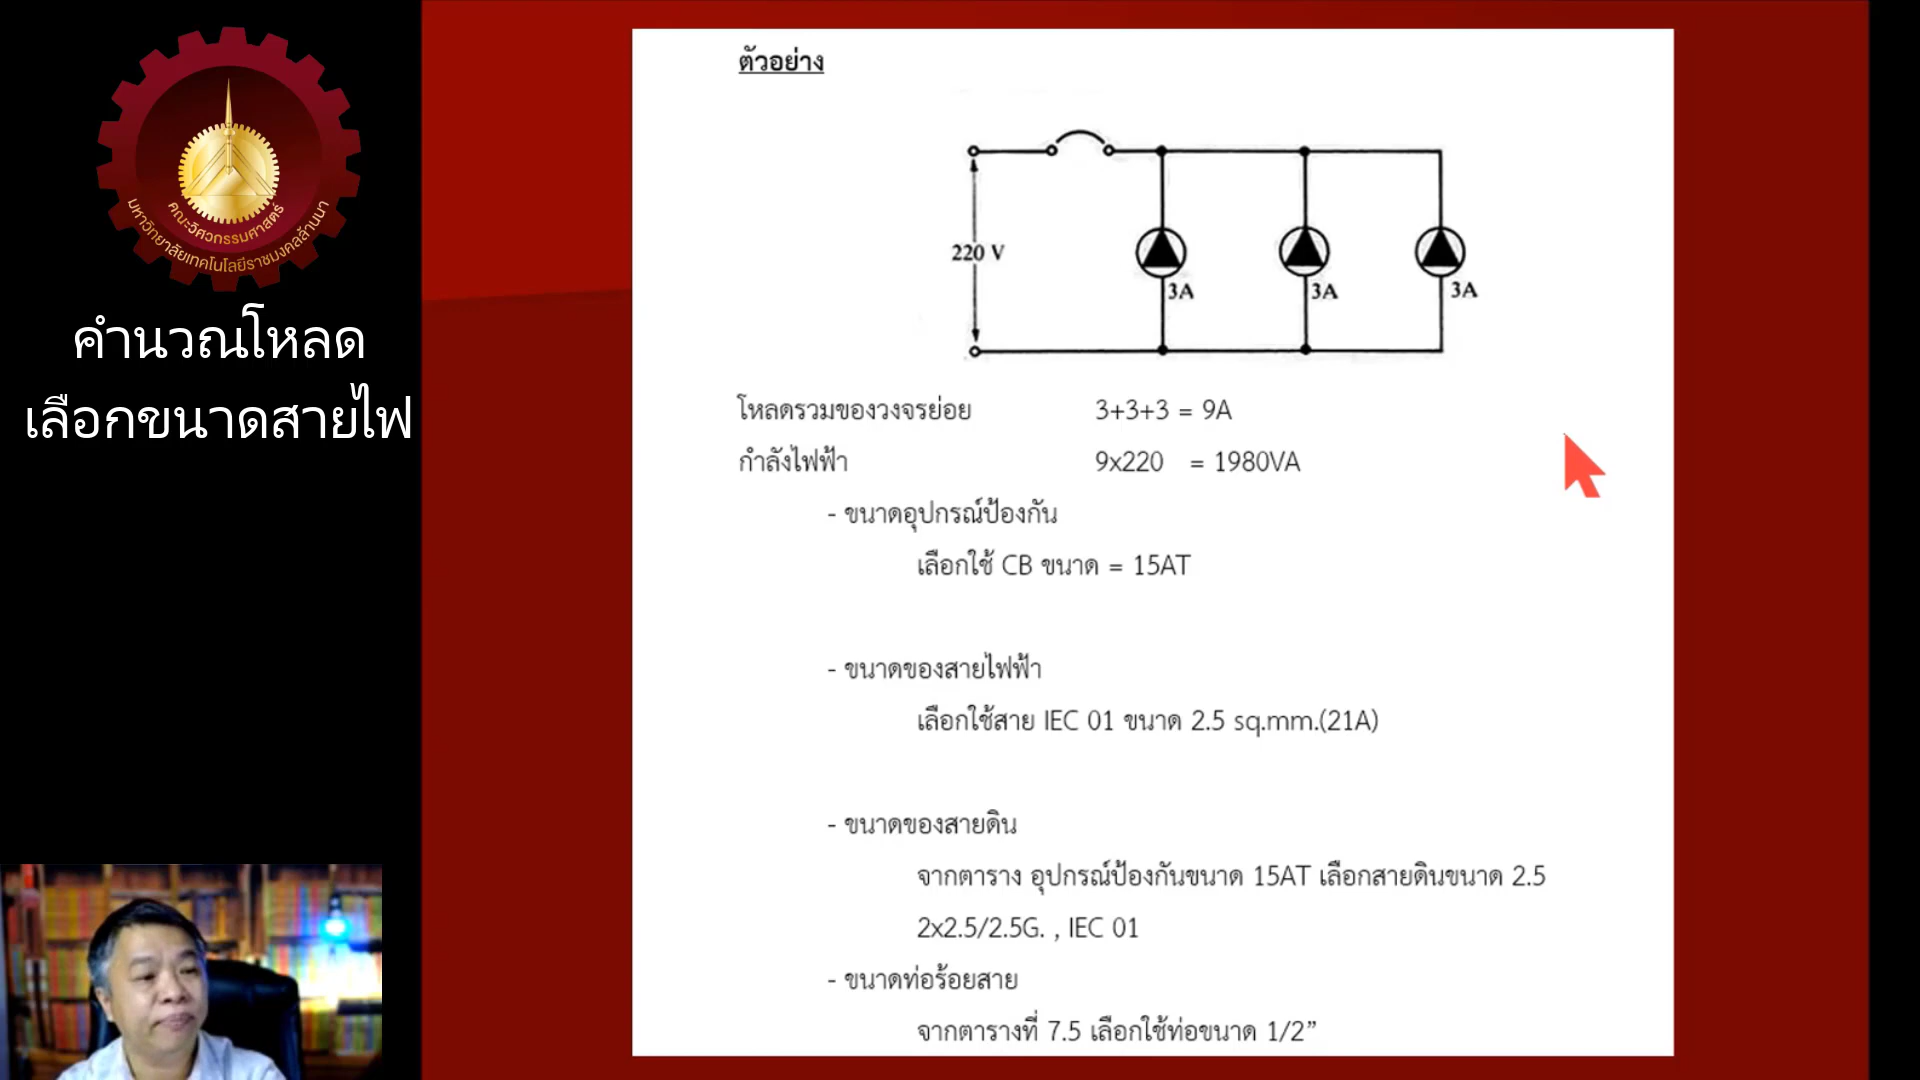 คณะวิศวกรรมศาสตร์
มหาวิทยาลัยเทคโนโลยีราชมงคลล้านนา
คำนวณโหลด
เลือกขนาดสายไฟ
ตัวอย่าง
220 V
3A
3A
3A
โหลดรวมของวงจรย่อย 3+3+3 = 9A
กำลังไฟฟ้า 9x220 = 1980VA
- ขนาดอุปกรณ์ป้องกัน
เลือกใช้ CB ขนาด = 15AT
- ขนาดของสายไฟฟ้า
เลือกใช้สาย IEC 01 ขนาด 2.5 sq.mm.(21A)
- ขนาดของสายดิน
จากตาราง อุปกรณ์ป้องกันขนาด 15AT เลือกสายดินขนาด 2.5
2x2.5/2.5G. , IEC 01
- ขนาดท่อร้อยสาย
จากตารางที่ 7.5 เลือกใช้ท่อขนาด 1/2”